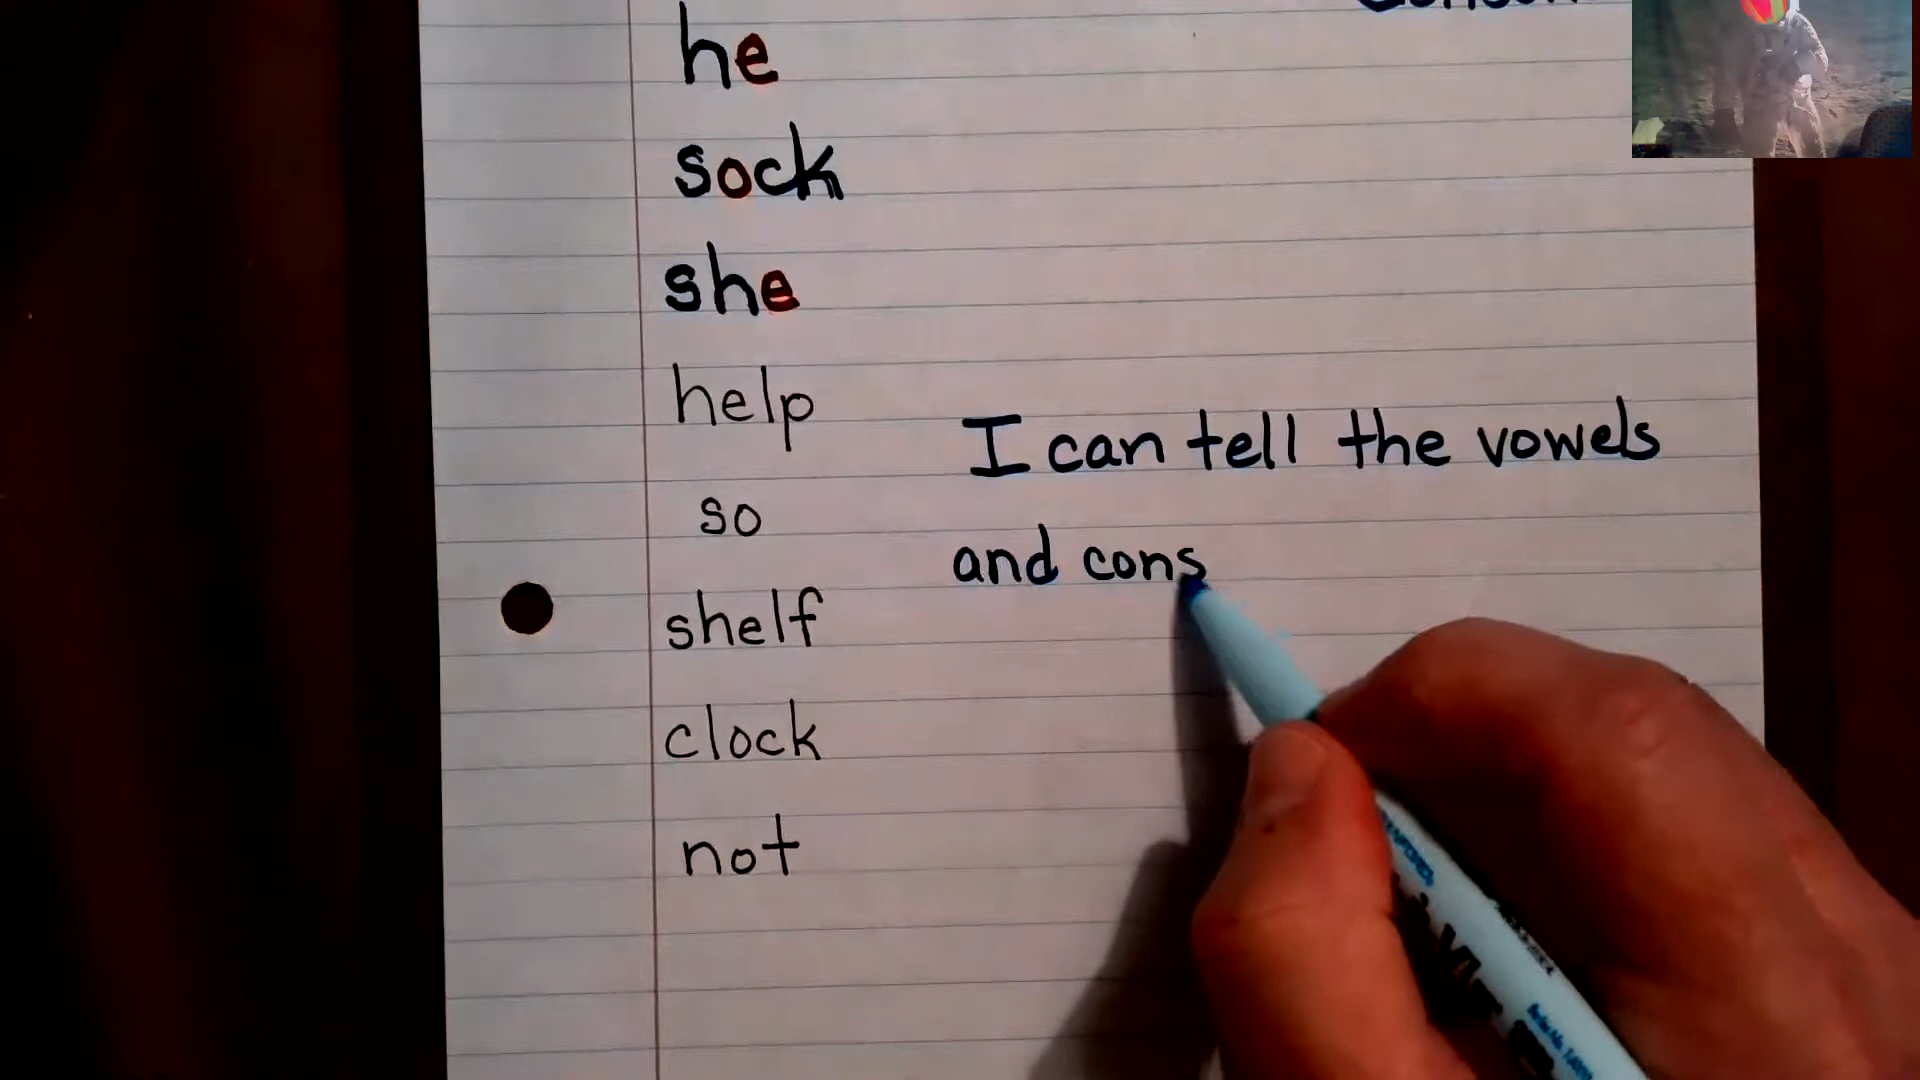 he
sock
she
help
I can tell the vowels
so
and cons
shelf
clock
not